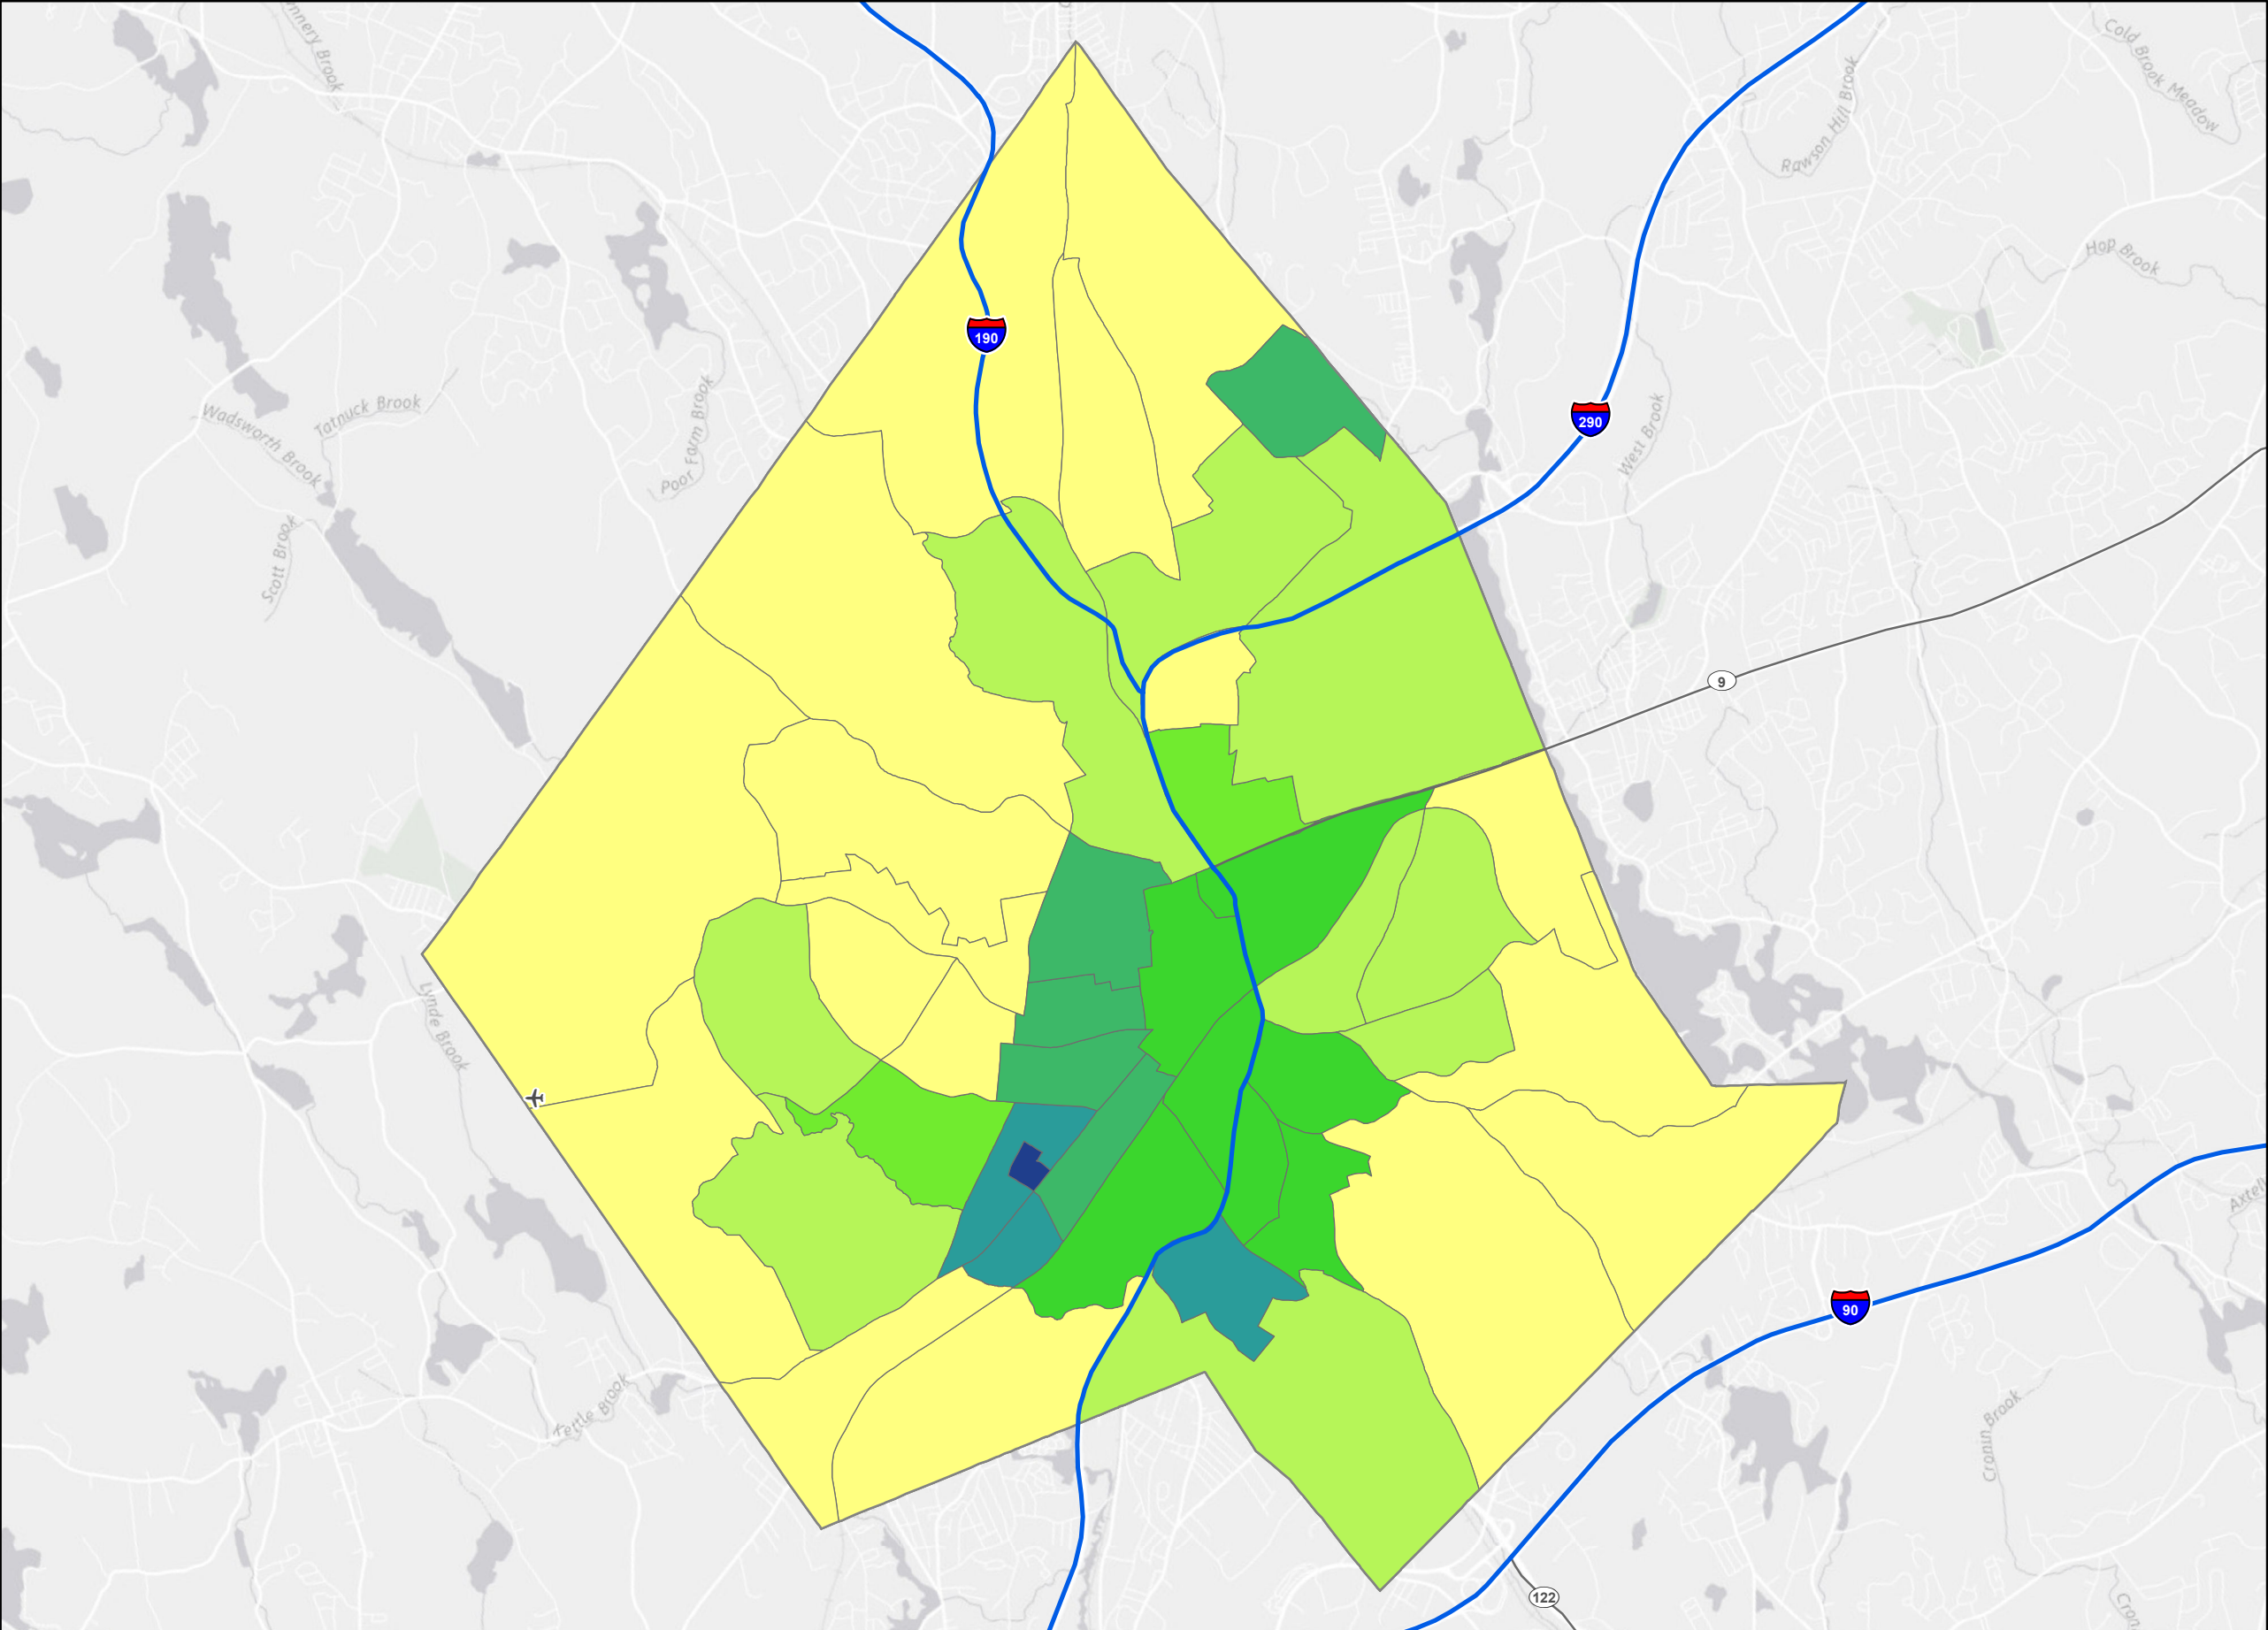 Cold Brook Meadow
Rawson Hill Brook
Hop Brook
190
290
Wadsworth Brook
Tatnuck Brook
Poor Farm Brook
West Brook
Scott Brook
9
Lynde Brook
90
Kettle Brook
Cronin Brook
122